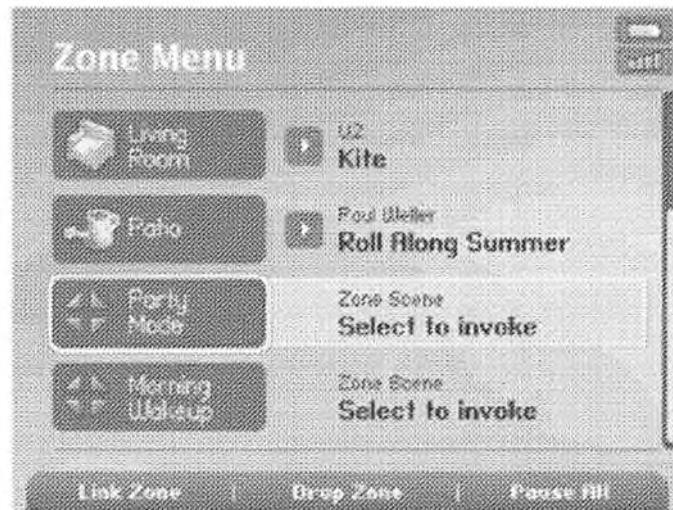 Zone Menu
Living
Room
U2
Kite
Patio
Paul Weller
Roll Along Summer
Party
Mode
Zone Scene
Select to invoke
Morning
Wakeup
Zone Scene
Select to invoke
Link Zone | Drop Zone | Pause All